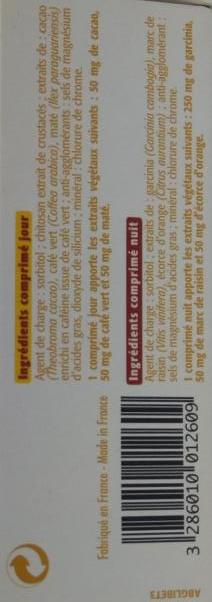 Ingrédients comprimé jour
Agent de charge : sorbitol ; chitosan extrait de crustacés ; extraits de : cacao
(Theobroma cacao), café vert (Coffea arabica), maté (Ilex paraguariensis)
enrichi en caféine issue de café vert ; anti-agglomérants : sels de magnésium
d'acides gras, dioxyde de silicium ; minéral : chlorure de chrome.
1 comprimé jour apporte les extraits végétaux suivants : 50 mg de cacao,
50 mg de café vert et 50 mg de maté.
Ingrédients comprimé nuit
Agent de charge : sorbitol ; extraits de : garcinia (Garcinia cambogia), marc de
raisin (Vitis vinifera), écorce d'orange (Citrus aurantium) ; anti-agglomérant :
sels de magnésium d'acides gras ; minéral : chlorure de chrome.
1 comprimé nuit apporte les extraits végétaux suivants : 250 mg de garcinia,
50 mg de marc de raisin et 50 mg d'écorce d'orange.
Fabriqué en France - Made in France
3 286010 012609
ABGLIBET3